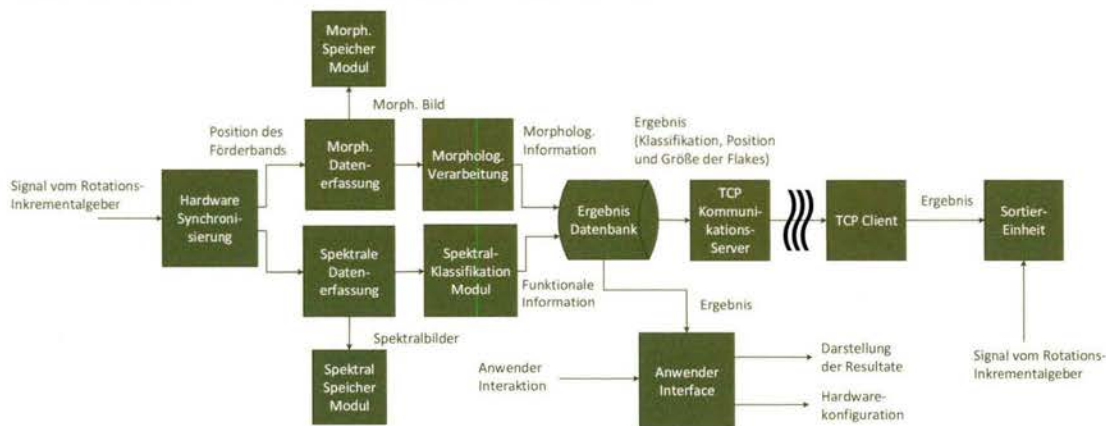 Morph.
Speicher
Modul
Morph. Bild
Position des
Förderbands
Morph.
Daten-
erfassung
Morpholog.
Verarbeitung
Morpholog.
Information
Ergebnis
(Klassifikation, Position
und Größe der Flakes)
Signal vom Rotations-
Inkrementalgeber
Hardware
Synchroni-
sierung
Ergebnis
Datenbank
TCP
Kommuni-
kations-
Server
TCP Client
Ergebnis
Sortier-
Einheit
Spektrale
Daten-
erfassung
Spektral-
Klassifikation
Modul
Funktionale
Information
Ergebnis
Spektralbilder
Spektral
Speicher
Modul
Anwender
Interaktion
Anwender
Interface
Darstellung
der Resultate
Hardware-
konfiguration
Signal vom Rotations-
Inkrementalgeber